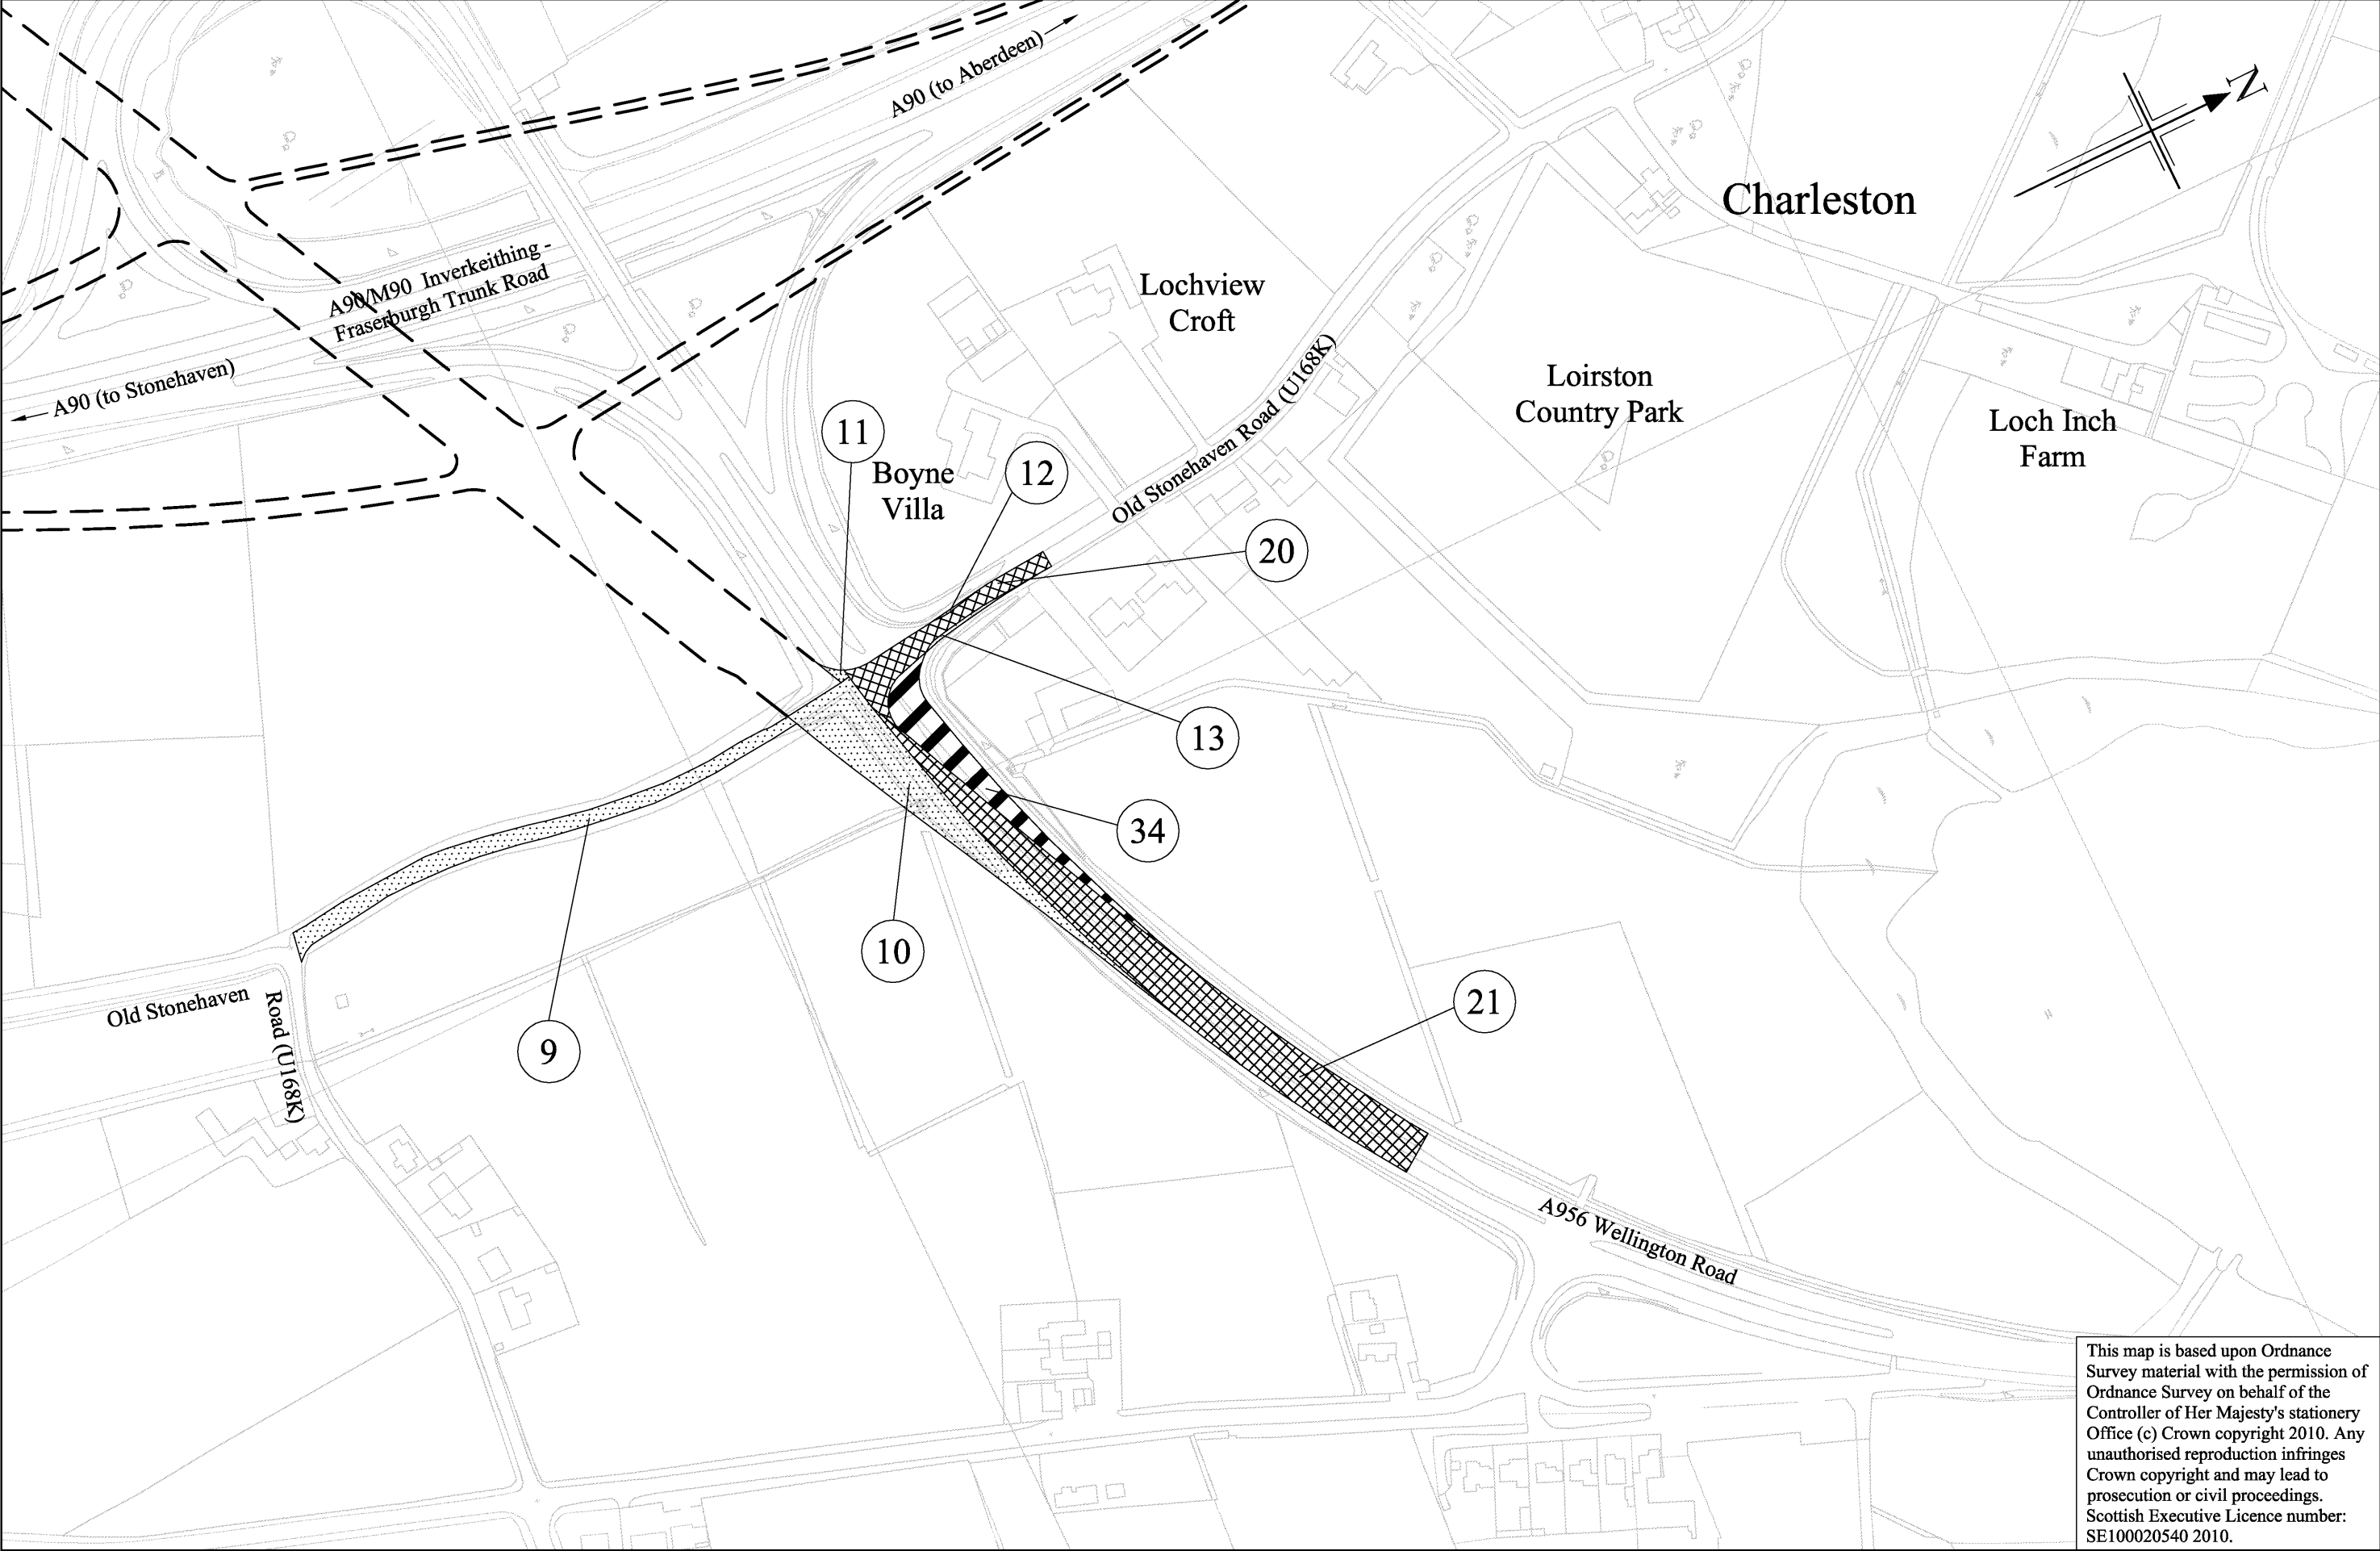 A90 (to Aberdeen)
N
Charleston
A90/M90 Inverkeithing -
Fraserburgh Trunk Road
Lochview
Croft
A90 (to Stonehaven)
Loirston
Country Park
Loch Inch
Farm
Old Stonehaven Road (U168K)
11
Boyne
Villa
12
20
13
34
10
21
9
Old Stonehaven
Road (U168K)
A956 Wellington Road
This map is based upon Ordnance
Survey material with the permission of
Ordnance Survey on behalf of the
Controller of Her Majesty's stationery
Office (c) Crown copyright 2010. Any
unauthorised reproduction infringes
Crown copyright and may lead to
prosecution or civil proceedings.
Scottish Executive Licence number:
SE100020540 2010.